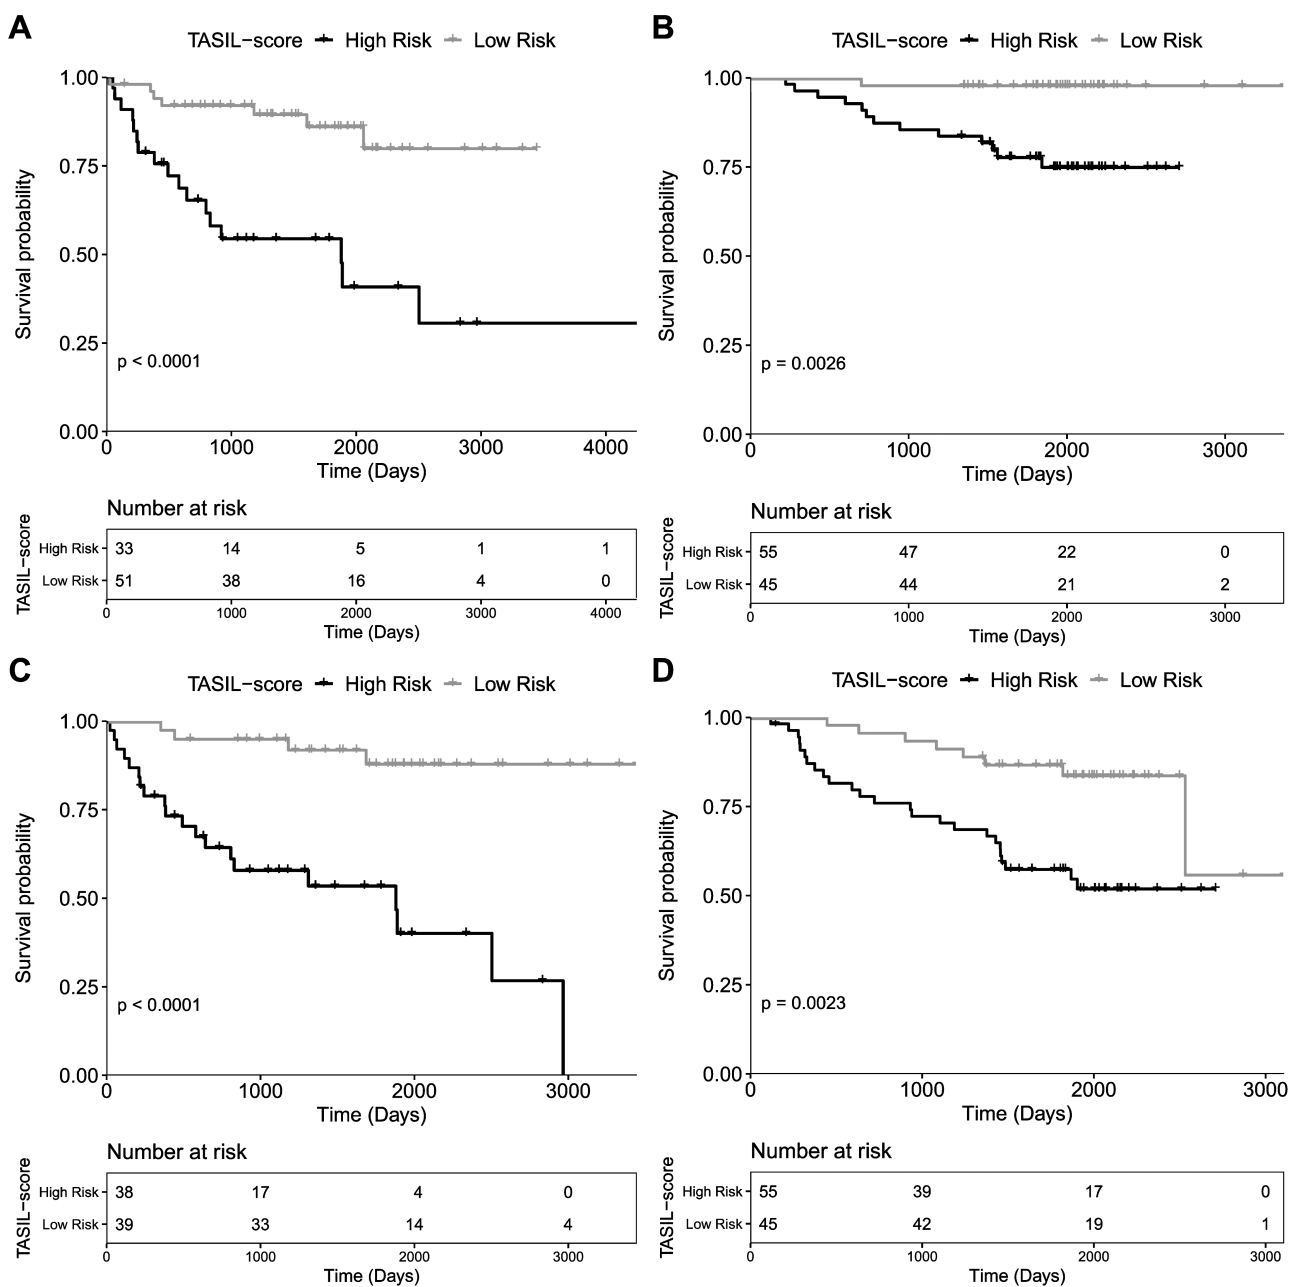 A
TASIL−score High Risk Low Risk
1.00
0.75
0.50
0.25
0.00
Survival probability
p < 0.0001
0 1000 2000 3000 4000
Time (Days)
Number at risk
TASIL−score
High Risk 33 14 5 1 1
Low Risk 51 38 16 4 0
0 1000 2000 3000 4000
Time (Days)
B
TASIL−score High Risk Low Risk
1.00
0.75
0.50
0.25
0.00
Survival probability
p = 0.0026
0 1000 2000 3000
Time (Days)
Number at risk
TASIL−score
High Risk 55 47 22 0
Low Risk 45 44 21 2
0 1000 2000 3000
Time (Days)
C
TASIL−score High Risk Low Risk
1.00
0.75
0.50
0.25
0.00
Survival probability
p < 0.0001
0 1000 2000 3000
Time (Days)
Number at risk
TASIL−score
High Risk 38 17 4 0
Low Risk 39 33 14 4
0 1000 2000 3000
Time (Days)
D
TASIL−score High Risk Low Risk
1.00
0.75
0.50
0.25
0.00
Survival probability
p = 0.0023
0 1000 2000 3000
Time (Days)
Number at risk
TASIL−score
High Risk 55 39 17 0
Low Risk 45 42 19 1
0 1000 2000 3000
Time (Days)